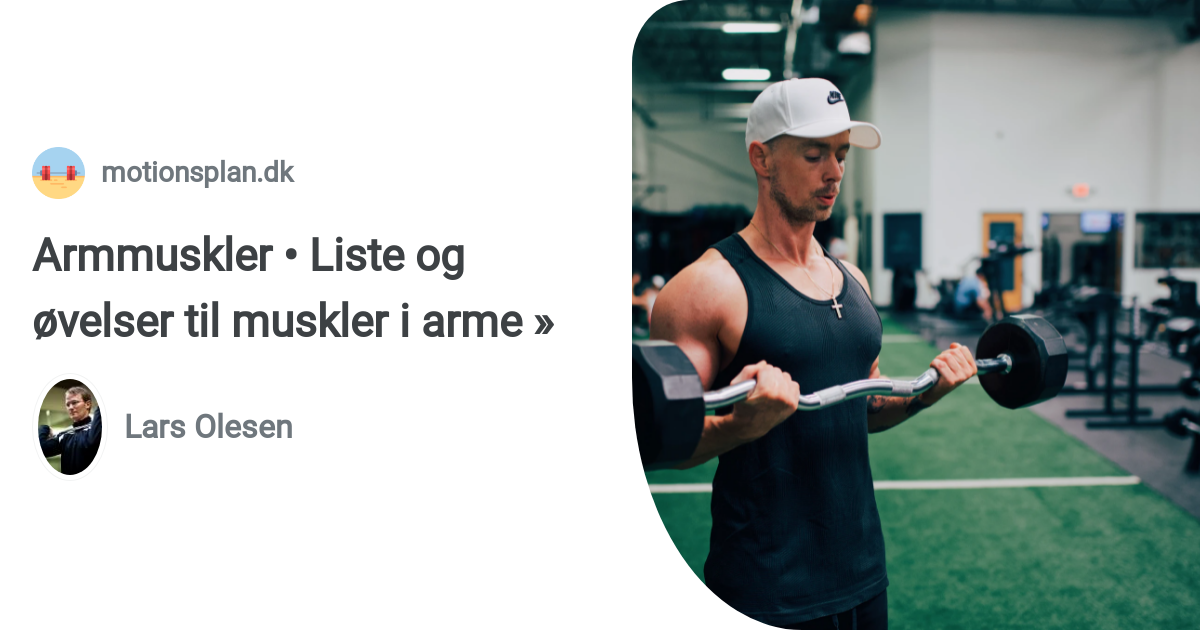 motionsplan.dk
Armmuskler • Liste og
øvelser til muskler i arme »
Lars Olesen